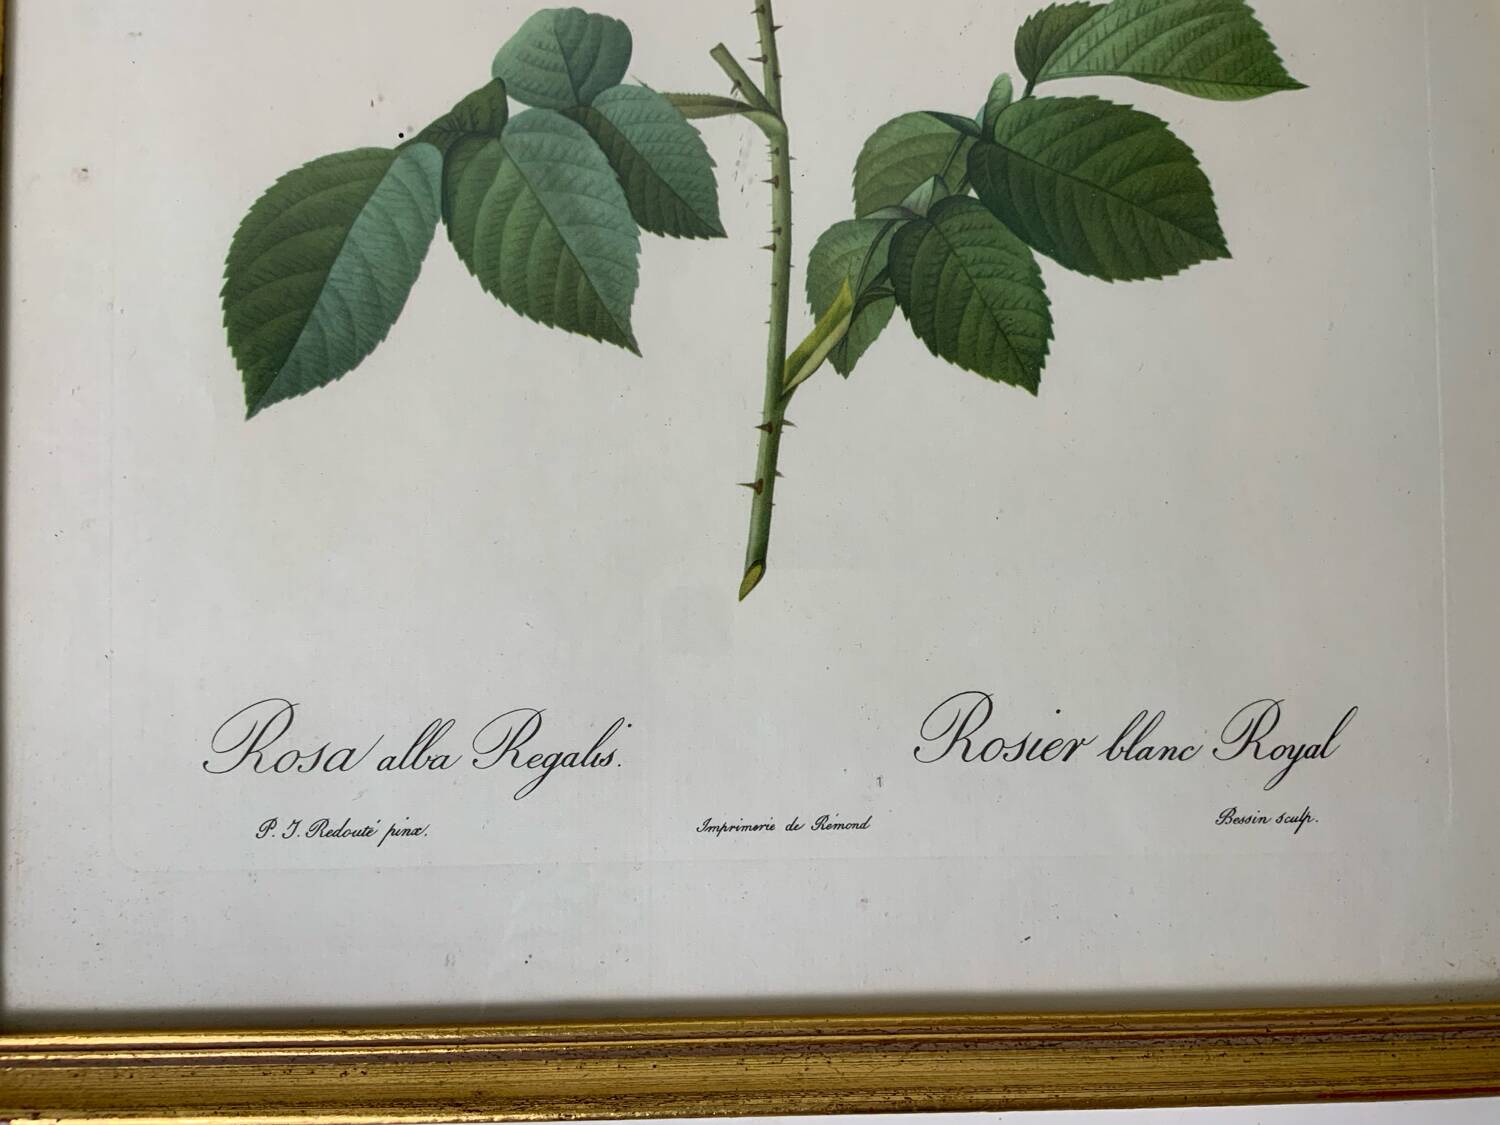 Rosa alba Regalis.
Rosier blanc Royal
P. J. Redouté pinx.
Imprimerie de Rémond
Bessin sculp.